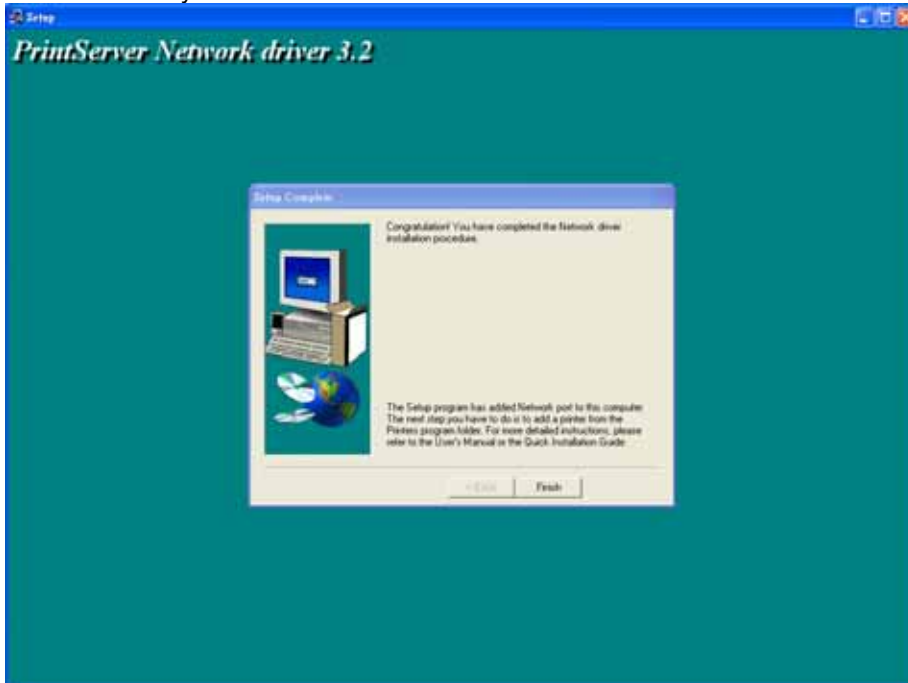 Setup
PrintServer Network driver 3.2
Setup Complete
Congratulation! You have completed the Network driver
installation procedure.
The Setup program has added Network port to this computer.
The next step you have to do is to add a printer from the
Printers program folder. For more detailed instructions, please
refer to the User's Manual or the Quick Installation Guide.
< Back
Finish